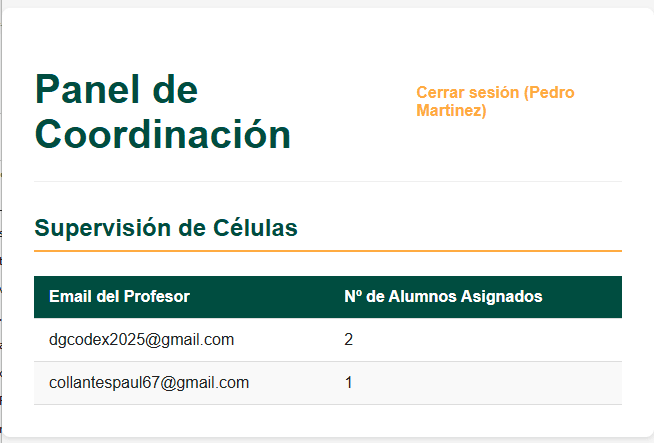 Panel de
Coordinación
Cerrar sesión (Pedro
Martinez)
Supervisión de Células
Email del Profesor Nº de Alumnos Asignados
dgcodex2025@gmail.com 2
collantespaul67@gmail.com 1